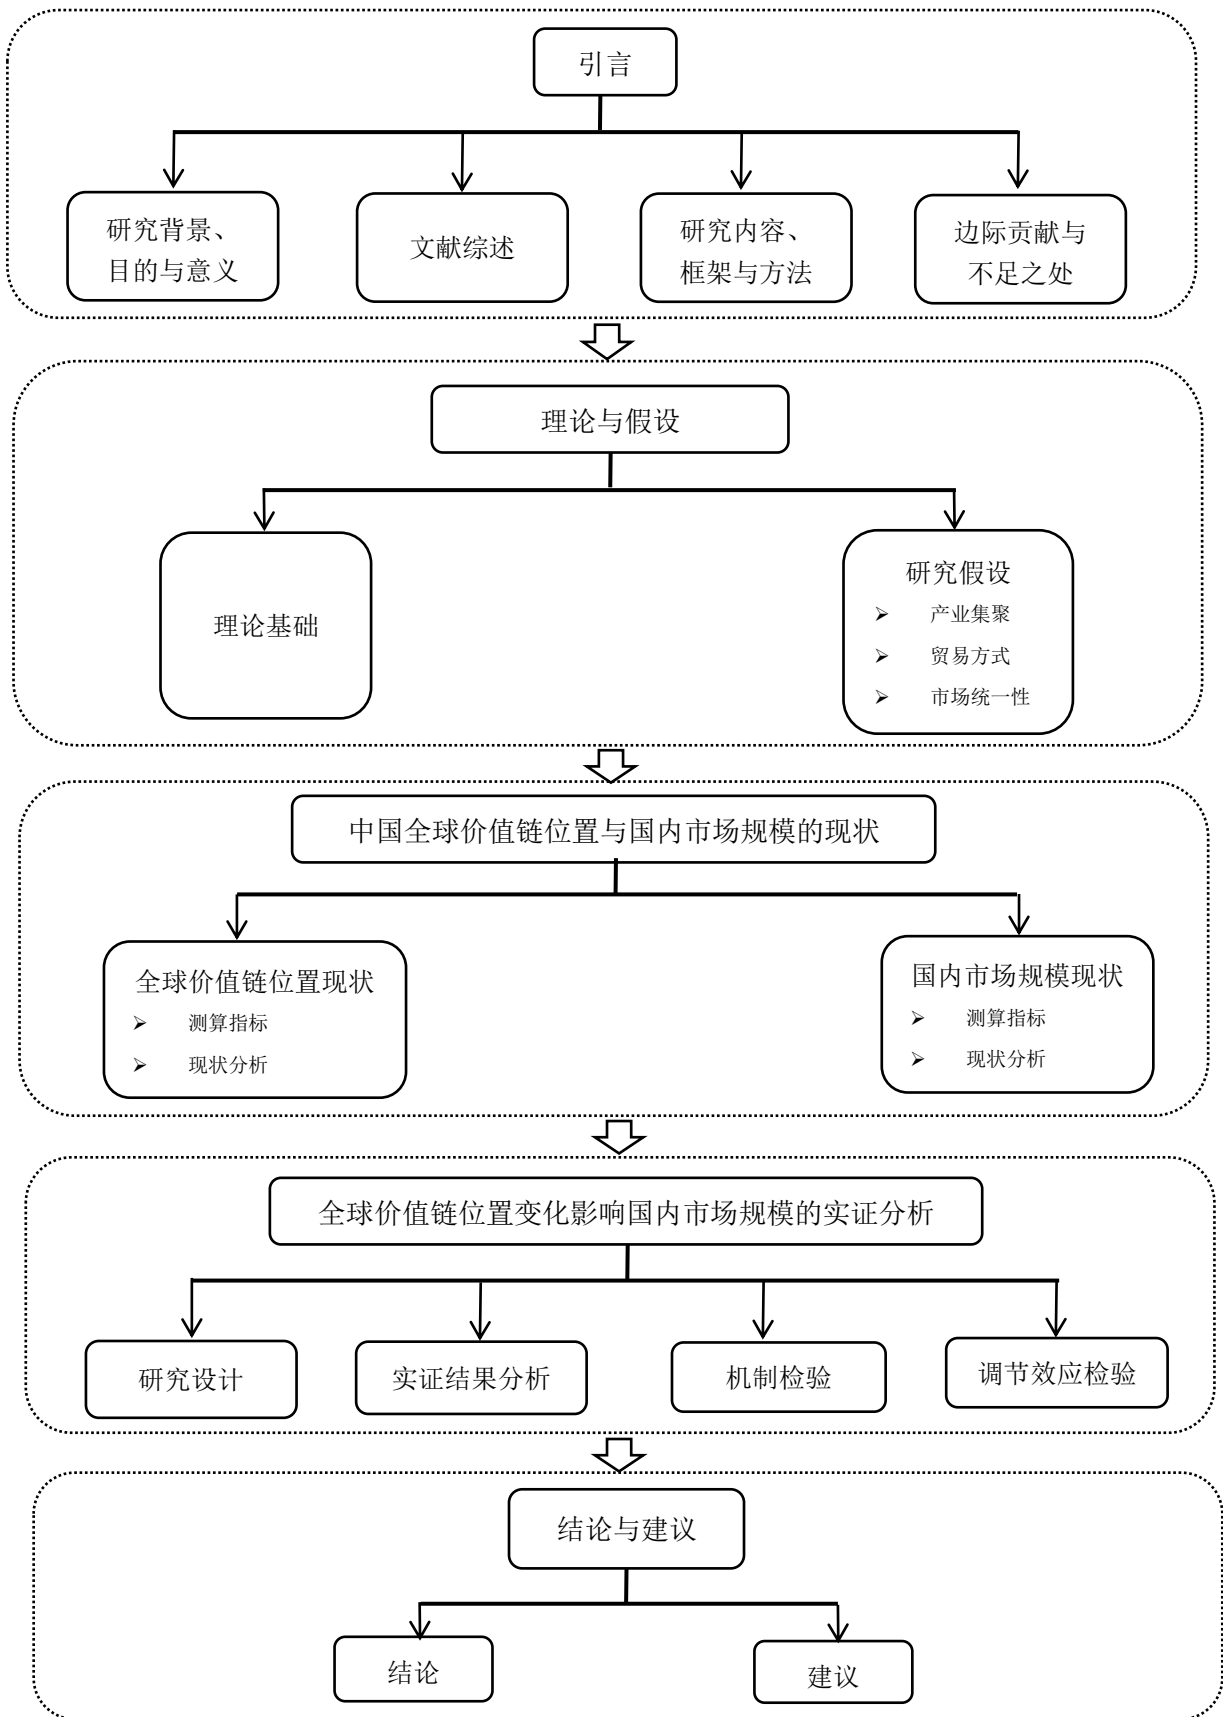 引言
研究背景、
目的与意义
文献综述
研究内容、
框架与方法
边际贡献与
不足之处
理论与假设
理论基础
研究假设
➢ 产业集聚
➢ 贸易方式
➢ 市场统一性
中国全球价值链位置与国内市场规模的现状
全球价值链位置现状
➢ 测算指标
➢ 现状分析
国内市场规模现状
➢ 测算指标
➢ 现状分析
全球价值链位置变化影响国内市场规模的实证分析
研究设计
实证结果分析
机制检验
调节效应检验
结论与建议
结论
建议